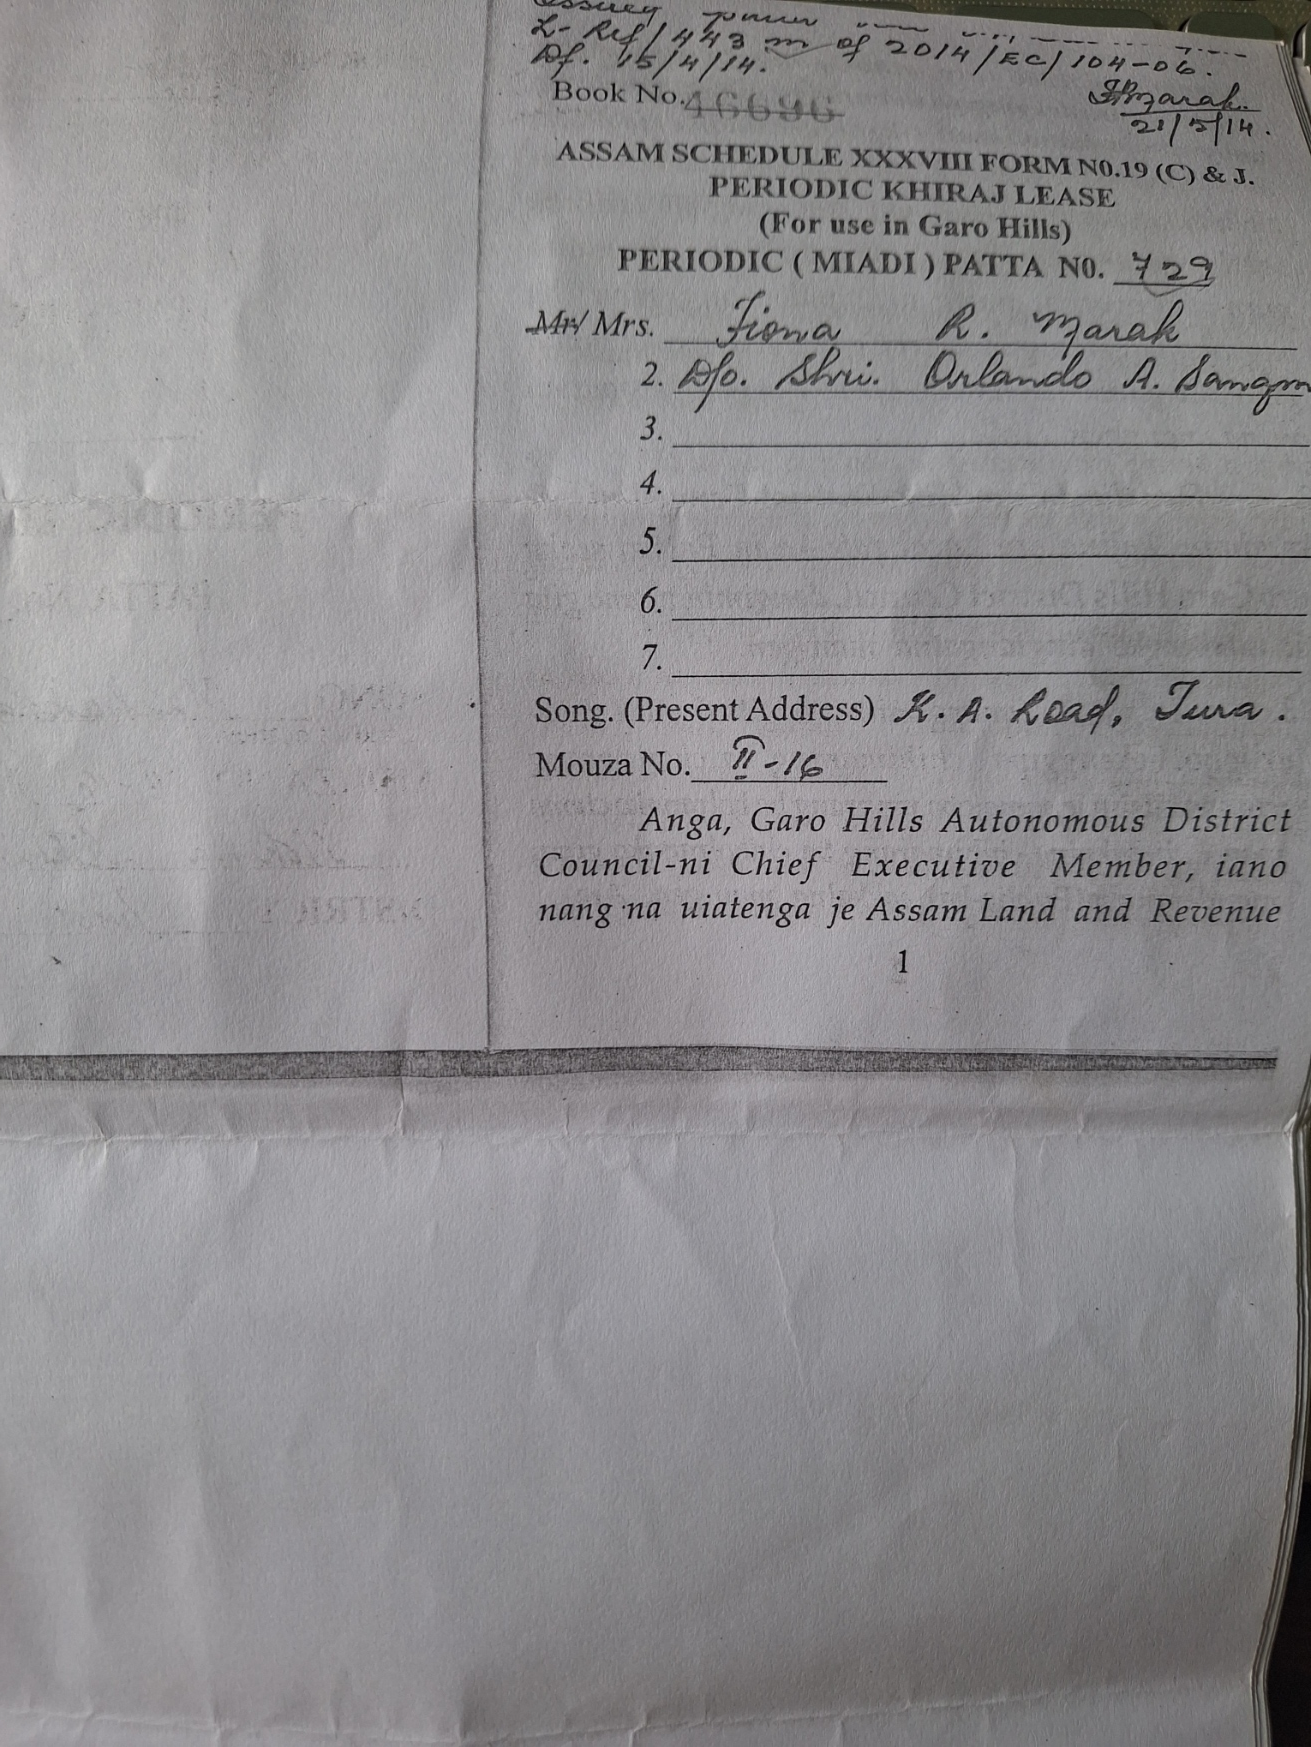 L- Ref/443 m of 2014/EC/104-06.
Df. 15/4/14.
Book No. 46696
Marak.
21/5/14.
ASSAM SCHEDULE XXXVIII FORM N0.19 (C) & J.
PERIODIC KHIRAJ LEASE
(For use in Garo Hills)
PERIODIC ( MIADI ) PATTA N0. 729
Mr/ Mrs. Fiona R. Marak
2. D/o. Shri. Orlando A. Sangm
3.
4.
5.
6.
7.
Song. (Present Address) K. A. Road, Tura.
Mouza No. II-16
Anga, Garo Hills Autonomous District
Council-ni Chief Executive Member, iano
nang na uiatenga je Assam Land and Revenue
1